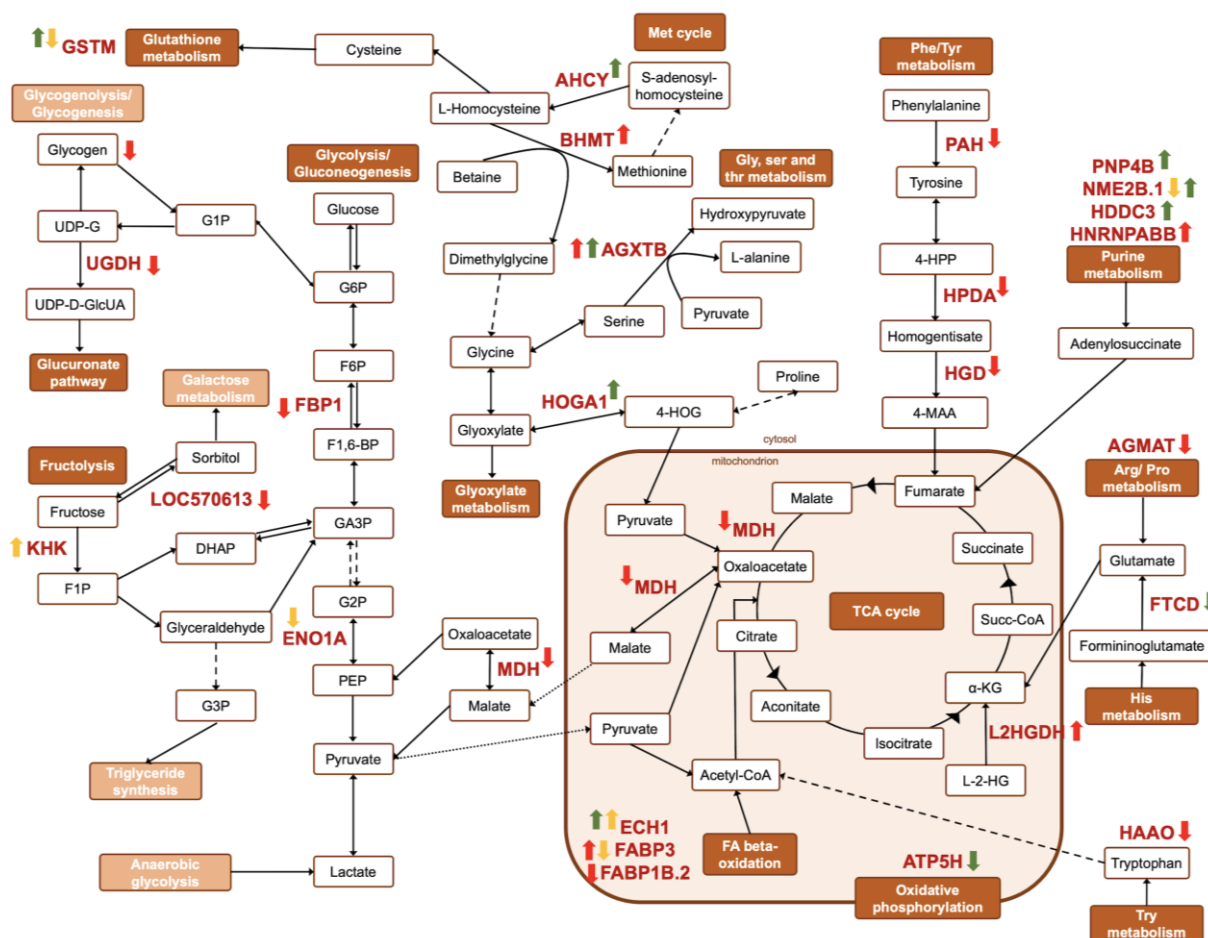 GSTM
Glutathione
metabolism
Cysteine
Met cycle
Phe/Tyr
metabolism
AHCY
S-adenosyl-
homocysteine
Glycogenolysis/
Glycogenesis
L-Homocysteine
Phenylalanine
BHMT
PAH
Glycogen
Glycolysis/
Gluconeogenesis
Betaine
Methionine
Gly, ser and
thr metabolism
Tyrosine
PNP4B
NME2B.1
HDDC3
HNRNPABB
UDP-G
G1P
Glucose
Hydroxypyruvate
UGDH
Dimethylglycine
AGXTB
L-alanine
4-HPP
Purine
metabolism
UDP-D-GlcUA
G6P
HPDA
Serine
Pyruvate
Homogentisate
Adenylosuccinate
Glucuronate
pathway
F6P
Glycine
HGD
Galactose
metabolism
FBP1
Proline
HOGA1
4-HOG
4-MAA
Glyoxylate
F1,6-BP
cytosol
mitochondrion
Fructolysis
Sorbitol
AGMAT
Arg/ Pro
metabolism
LOC570613
Glyoxylate
metabolism
Malate
Fumarate
Fructose
GA3P
Pyruvate
MDH
KHK
DHAP
Succinate
Glutamate
Oxaloacetate
F1P
MDH
TCA cycle
FTCD
G2P
Succ-CoA
Glyceraldehyde
ENO1A
Oxaloacetate
Citrate
Malate
Formininoglutamate
MDH
PEP
α-KG
G3P
Malate
Aconitate
His
metabolism
Pyruvate
L2HGDH
Isocitrate
Pyruvate
Triglyceride
synthesis
Acetyl-CoA
L-2-HG
ECH1
FABP3
FABP1B.2
FA beta-
oxidation
HAAO
Anaerobic
glycolysis
Lactate
ATP5H
Tryptophan
Oxidative
phosphorylation
Try
metabolism